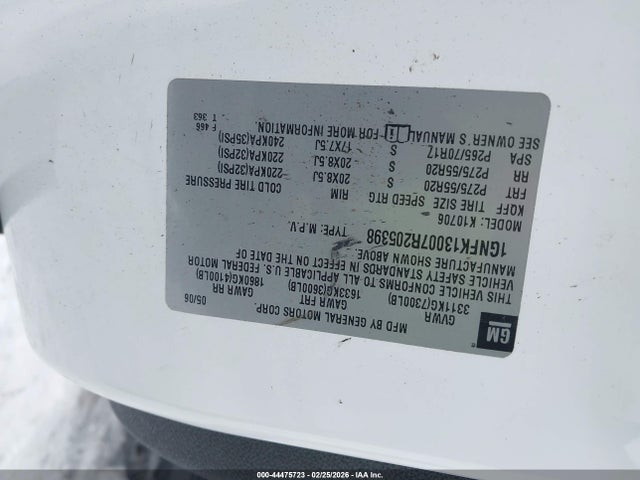 GM
MFD BY GENERAL MOTORS CORP.
05/06
GVWR GAWR FRT GAWR RR
3311KG(7300LB) 1633KG(3600LB) 1860KG(4100LB)
THIS VEHICLE CONFORMS TO ALL APPLICABLE U.S. FEDERAL MOTOR
VEHICLE SAFETY STANDARDS IN EFFECT ON THE DATE OF
MANUFACTURE SHOWN ABOVE.
1GNFK13007R205398 TYPE: M.P.V.
MODEL: K10706
KQFF TIRE SIZE SPEED RTG RIM COLD TIRE PRESSURE
FRT P275/55R20 S 20X8.5J 220KPA(32PSI)
RR P275/55R20 S 20X8.5J 220KPA(32PSI)
SPA P265/70R17 S 17X7.5J 240KPA(35PSI)
SEE OWNER'S MANUAL FOR MORE INFORMATION.
F 466
T 363
000-44475723 - 02/25/2026 - IAA Inc.